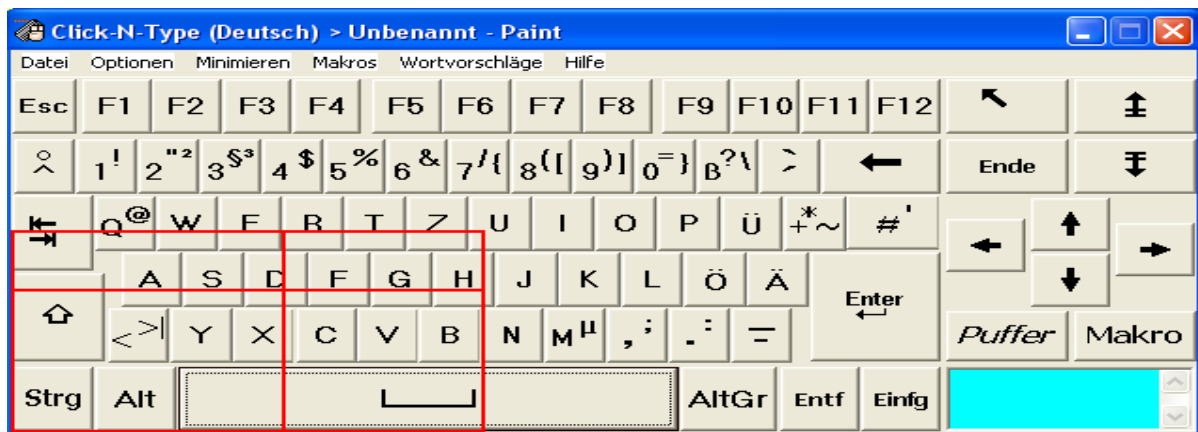 Click-N-Type (Deutsch) > Unbenannt - Paint
Datei Optionen Minimieren Makros Wortvorschläge Hilfe
Esc F1 F2 F3 F4 F5 F6 F7 F8 F9 F10 F11 F12
1! 2"² 3§³ 4$ 5% 6& 7/{ 8([ 9)] 0=} ß?\ Ende
Q@ W E R T Z U I O P Ü +*~ #'
A S D F G H J K L Ö Ä Enter
<>| Y X C V B N Mµ ,; .: - _ Puffer Makro
Strg Alt AltGr Entf Einfg